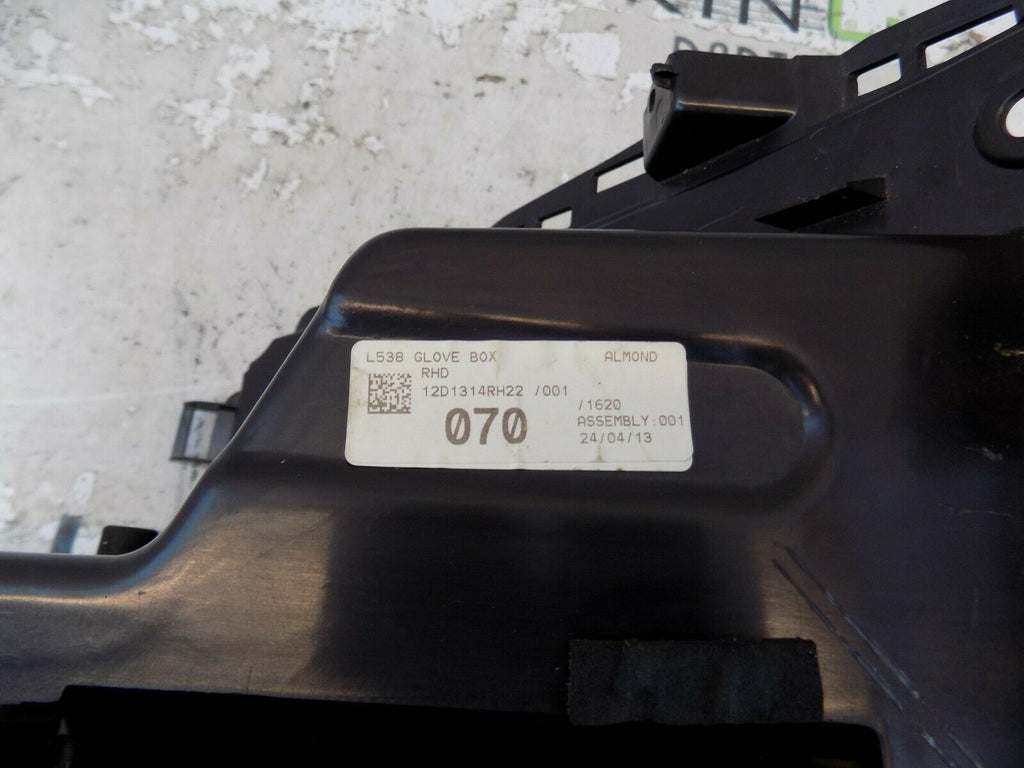 L538 GLOVE BOX ALMOND
RHD
12D1314RH22 /001
/1620
070
ASSEMBLY:001
24/04/13